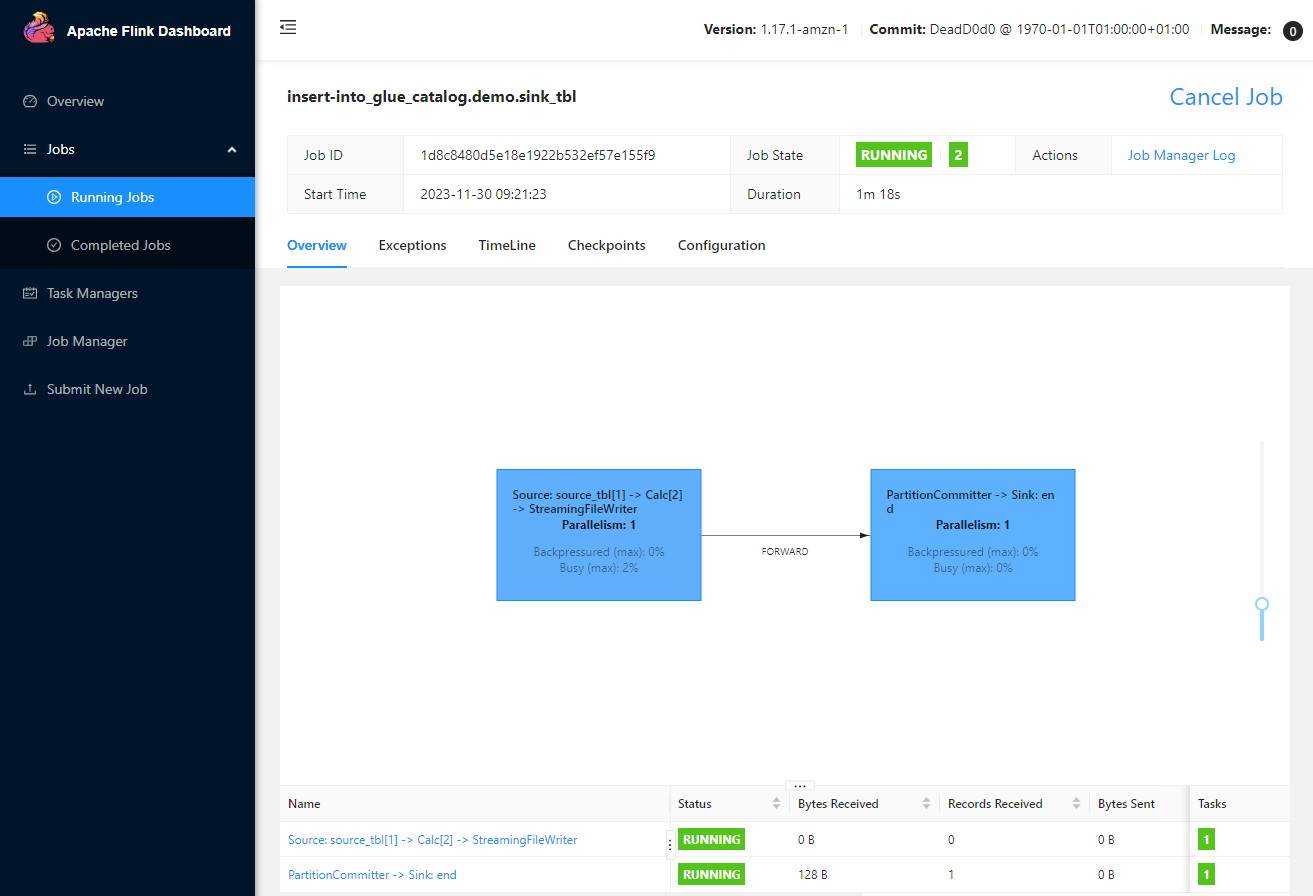 Apache Flink Dashboard
Version: 1.17.1-amzn-1 Commit: DeadD0d0 @ 1970-01-01T01:00:00+01:00 Message: 0
Overview
Jobs
Running Jobs
Completed Jobs
Task Managers
Job Manager
Submit New Job
insert-into_glue_catalog.demo.sink_tbl
Cancel Job
Job ID 1d8c8480d5e18e1922b532ef57e155f9 Job State RUNNING 2 Actions Job Manager Log
Start Time 2023-11-30 09:21:23 Duration 1m 18s
Overview Exceptions TimeLine Checkpoints Configuration
Source: source_tbl[1] -> Calc[2]
-> StreamingFileWriter
Parallelism: 1
Backpressured (max): 0%
Busy (max): 2%
FORWARD
PartitionCommitter -> Sink: en
d
Parallelism: 1
Backpressured (max): 0%
Busy (max): 0%
Name Status Bytes Received Records Received Bytes Sent Tasks
Source: source_tbl[1] -> Calc[2] -> StreamingFileWriter RUNNING 0 B 0 0 B 1
PartitionCommitter -> Sink: end RUNNING 128 B 1 0 B 1